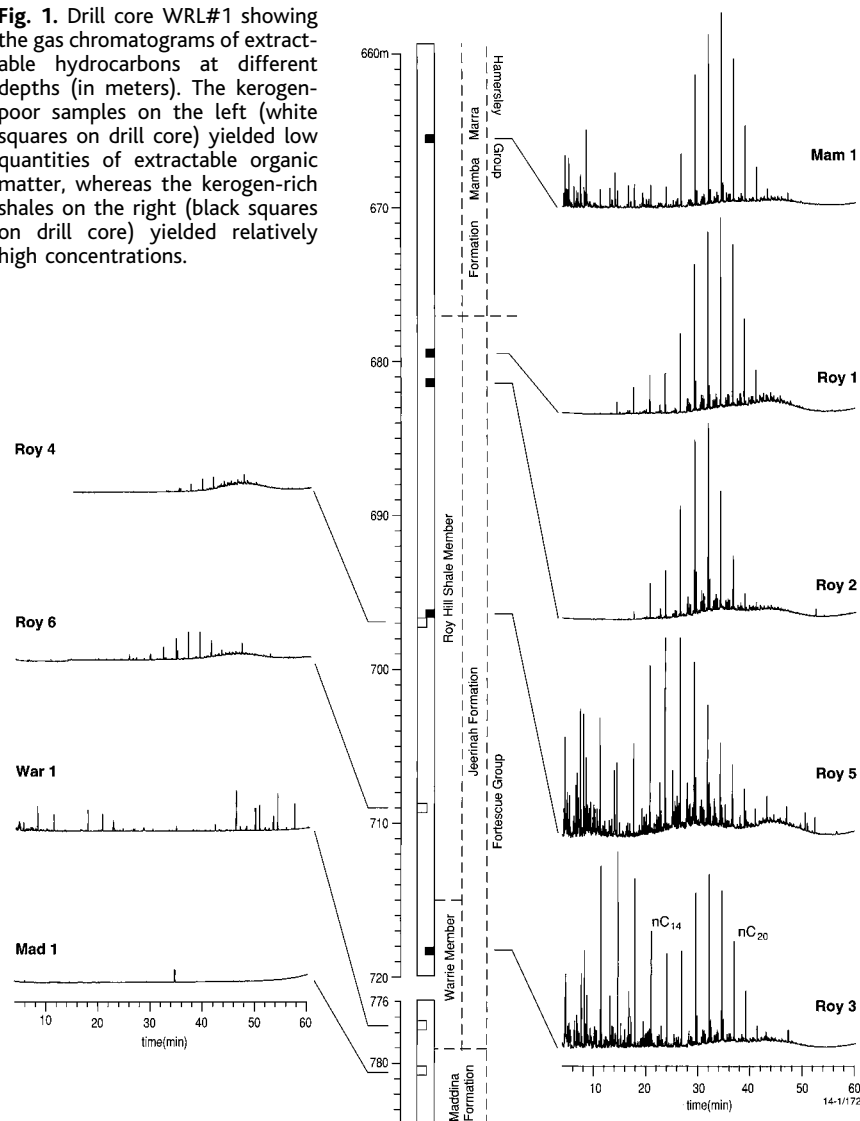 Fig. 1. Drill core WRL#1 showing
the gas chromatograms of extract-
able hydrocarbons at different
depths (in meters). The kerogen-
poor samples on the left (white
squares on drill core) yielded low
quantities of extractable organic
matter, whereas the kerogen-rich
shales on the right (black squares
on drill core) yielded relatively
high concentrations.
660m
670
680
690
700
710
720
776
780
Hamersley Group
Marra Mamba Formation
Roy Hill Shale Member
Jeerinah Formation
Fortescue Group
Warrie Member
Maddina Formation
Roy 4
Roy 6
War 1
Mad 1
10 20 30 40 50 60
time(min)
Mam 1
Roy 1
Roy 2
Roy 5
nC14
nC20
Roy 3
10 20 30 40 50 60
time(min)
14-1/172